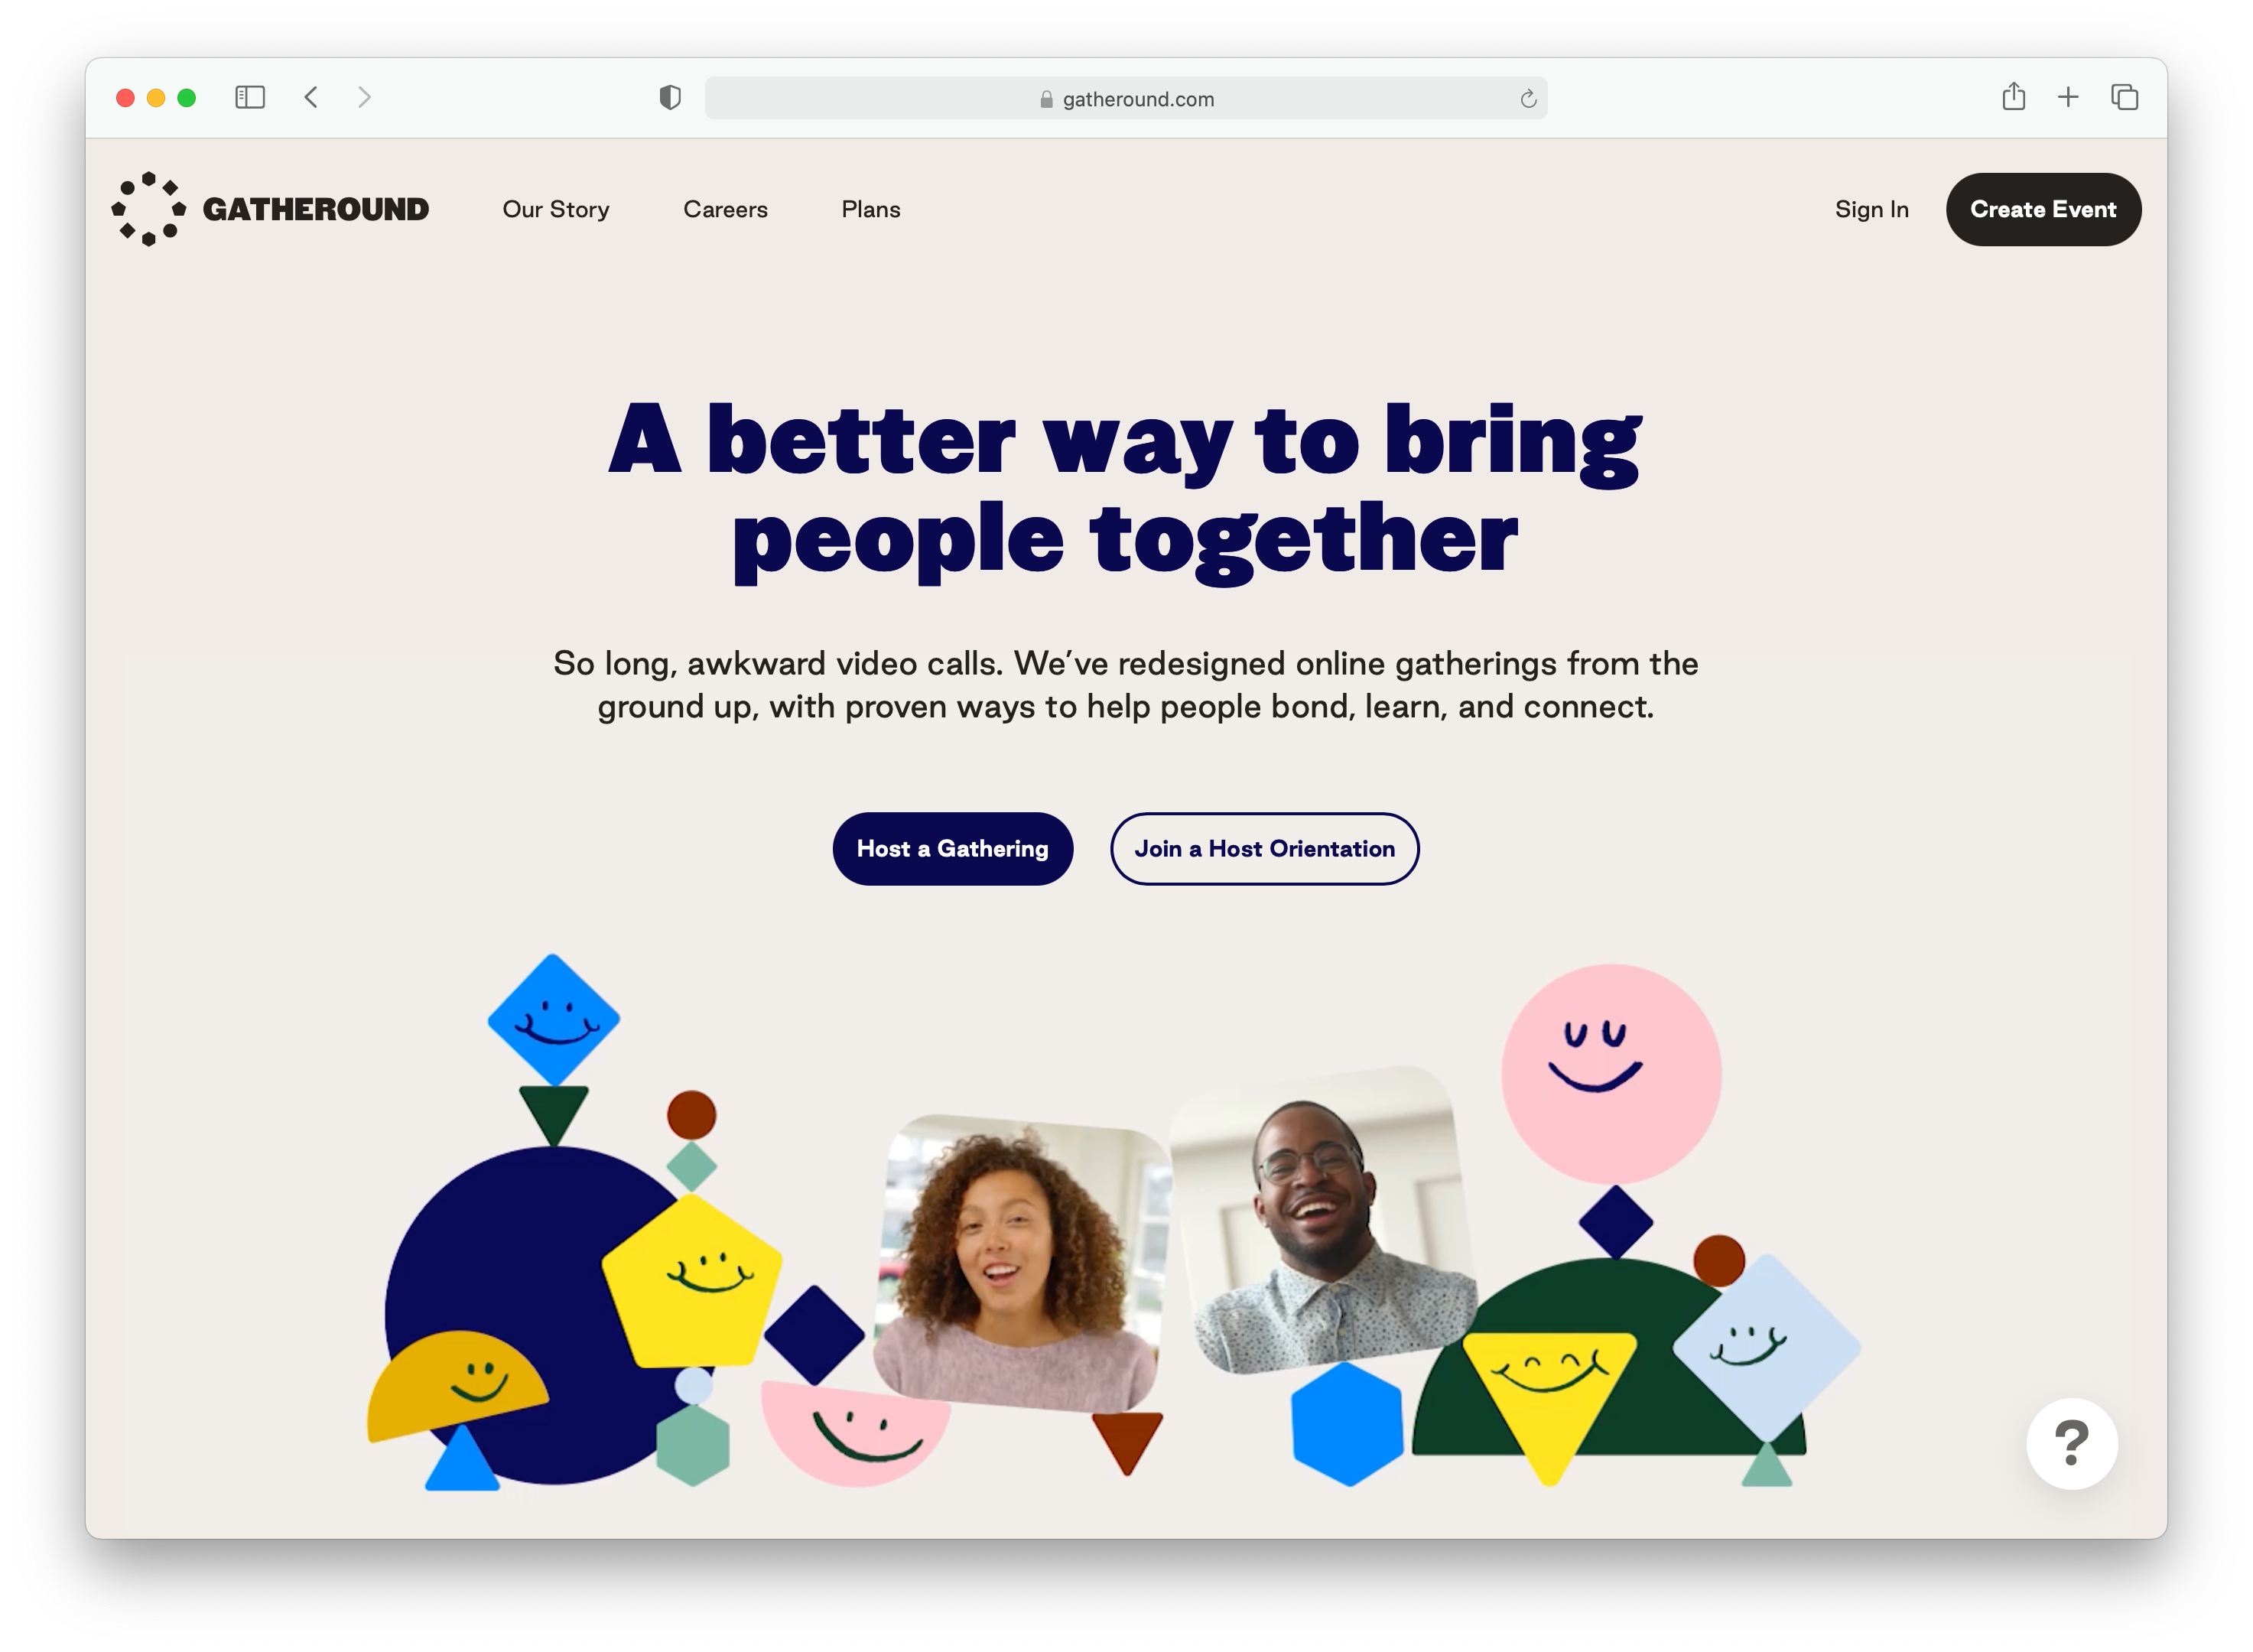 gatheround.com
GATHEROUND
Our Story
Careers
Plans
Sign In
Create Event
A better way to bring
people together
So long, awkward video calls. We’ve redesigned online gatherings from the
ground up, with proven ways to help people bond, learn, and connect.
Host a Gathering
Join a Host Orientation
?